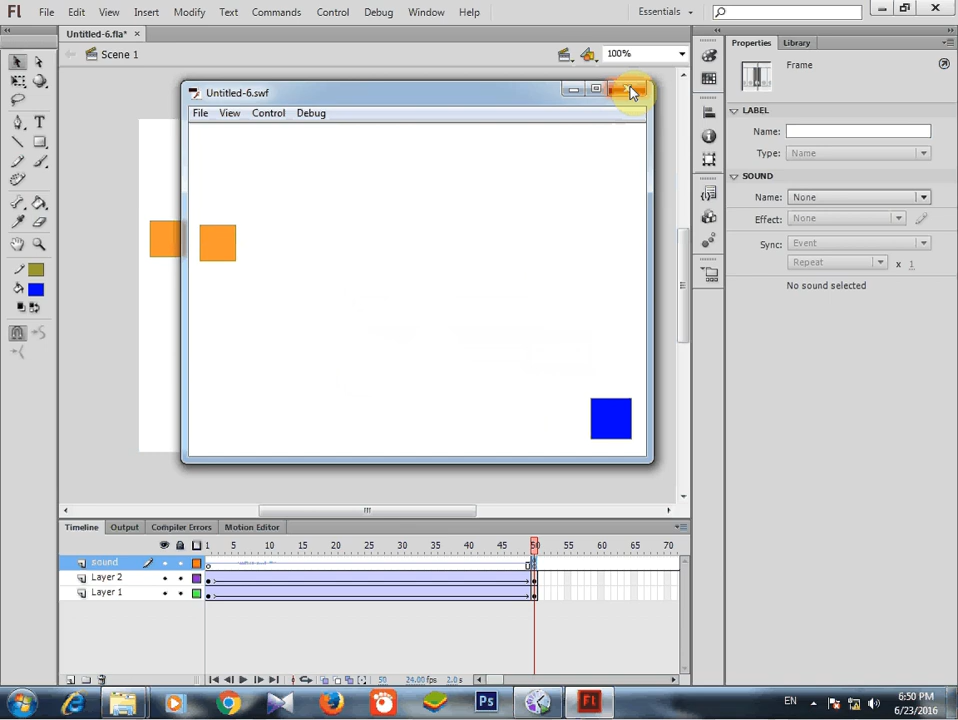 Fl File Edit View Insert Modify Text Commands Control Debug Window Help Essentials
Untitled-6.fla*
Scene 1 100%
Properties Library
Frame
LABEL
Name:
Type: Name
SOUND
Name: None
Effect: None
Sync: Event
Repeat x 1
No sound selected
Untitled-6.swf
File View Control Debug
Timeline Output Compiler Errors Motion Editor
1 5 10 15 20 25 30 35 40 45 50 55 60 65 70
sound
Layer 2
Layer 1
50 24.00 fps 2.0 s
Ps Fl EN 6:50 PM
6/23/2016